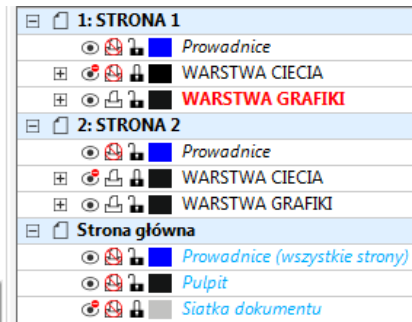 1: STRONA 1
Prowadnice
WARSTWA CIECIA
WARSTWA GRAFIKI
2: STRONA 2
Prowadnice
WARSTWA CIECIA
WARSTWA GRAFIKI
Strona główna
Prowadnice (wszystkie strony)
Pulpit
Siatka dokumentu